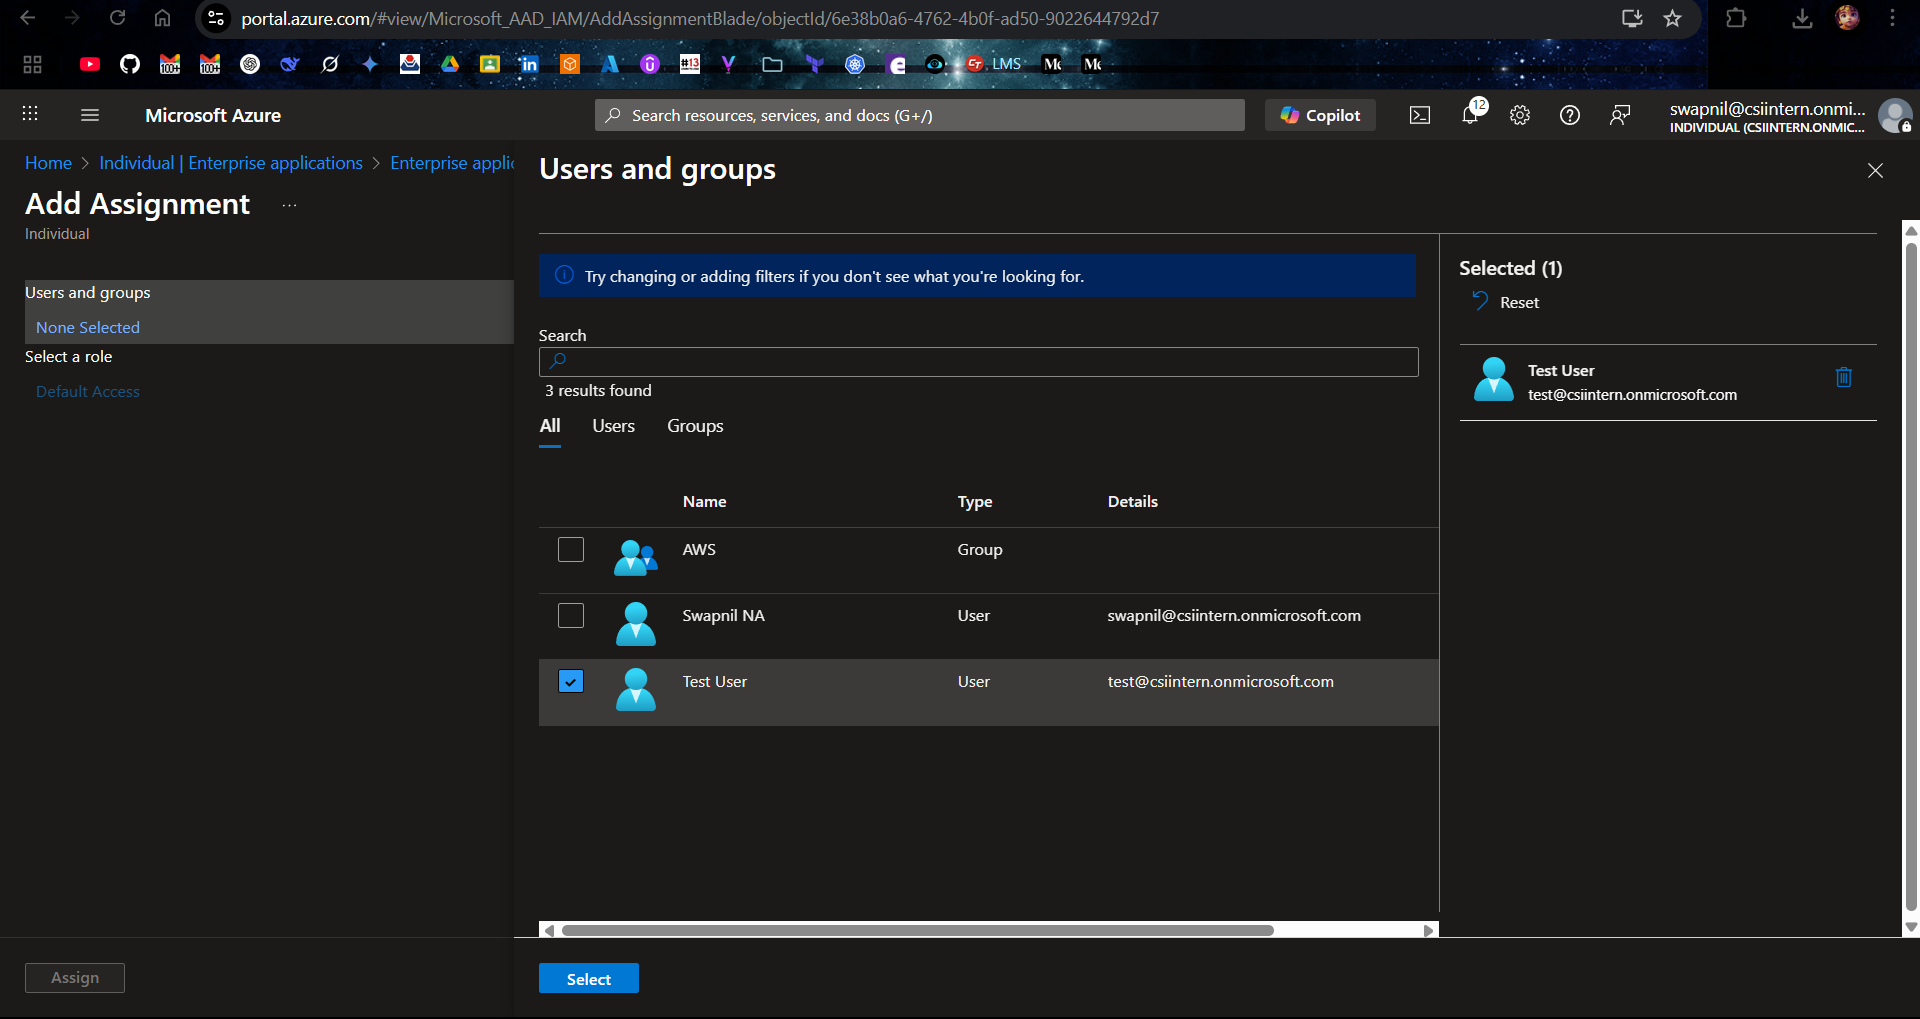 portal.azure.com/#view/Microsoft_AAD_IAM/AddAssignmentBlade/objectId/6e38b0a6-4762-4b0f-ad50-9022644792d7
100+
100+
#13
CT
LMS
Microsoft Azure
Search resources, services, and docs (G+/)
Copilot
12
swapnil@csiintern.onmi...
INDIVIDUAL (CSIINTERN.ONMIC...
Home > Individual | Enterprise applications > Enterprise applic
Add Assignment ...
Individual
Users and groups
None Selected
Select a role
Default Access
Assign
Users and groups
Try changing or adding filters if you don't see what you're looking for.
Search
3 results found
All Users Groups
Name Type Details
AWS Group
Swapnil NA User swapnil@csiintern.onmicrosoft.com
Test User User test@csiintern.onmicrosoft.com
Select
Selected (1)
Reset
Test User
test@csiintern.onmicrosoft.com